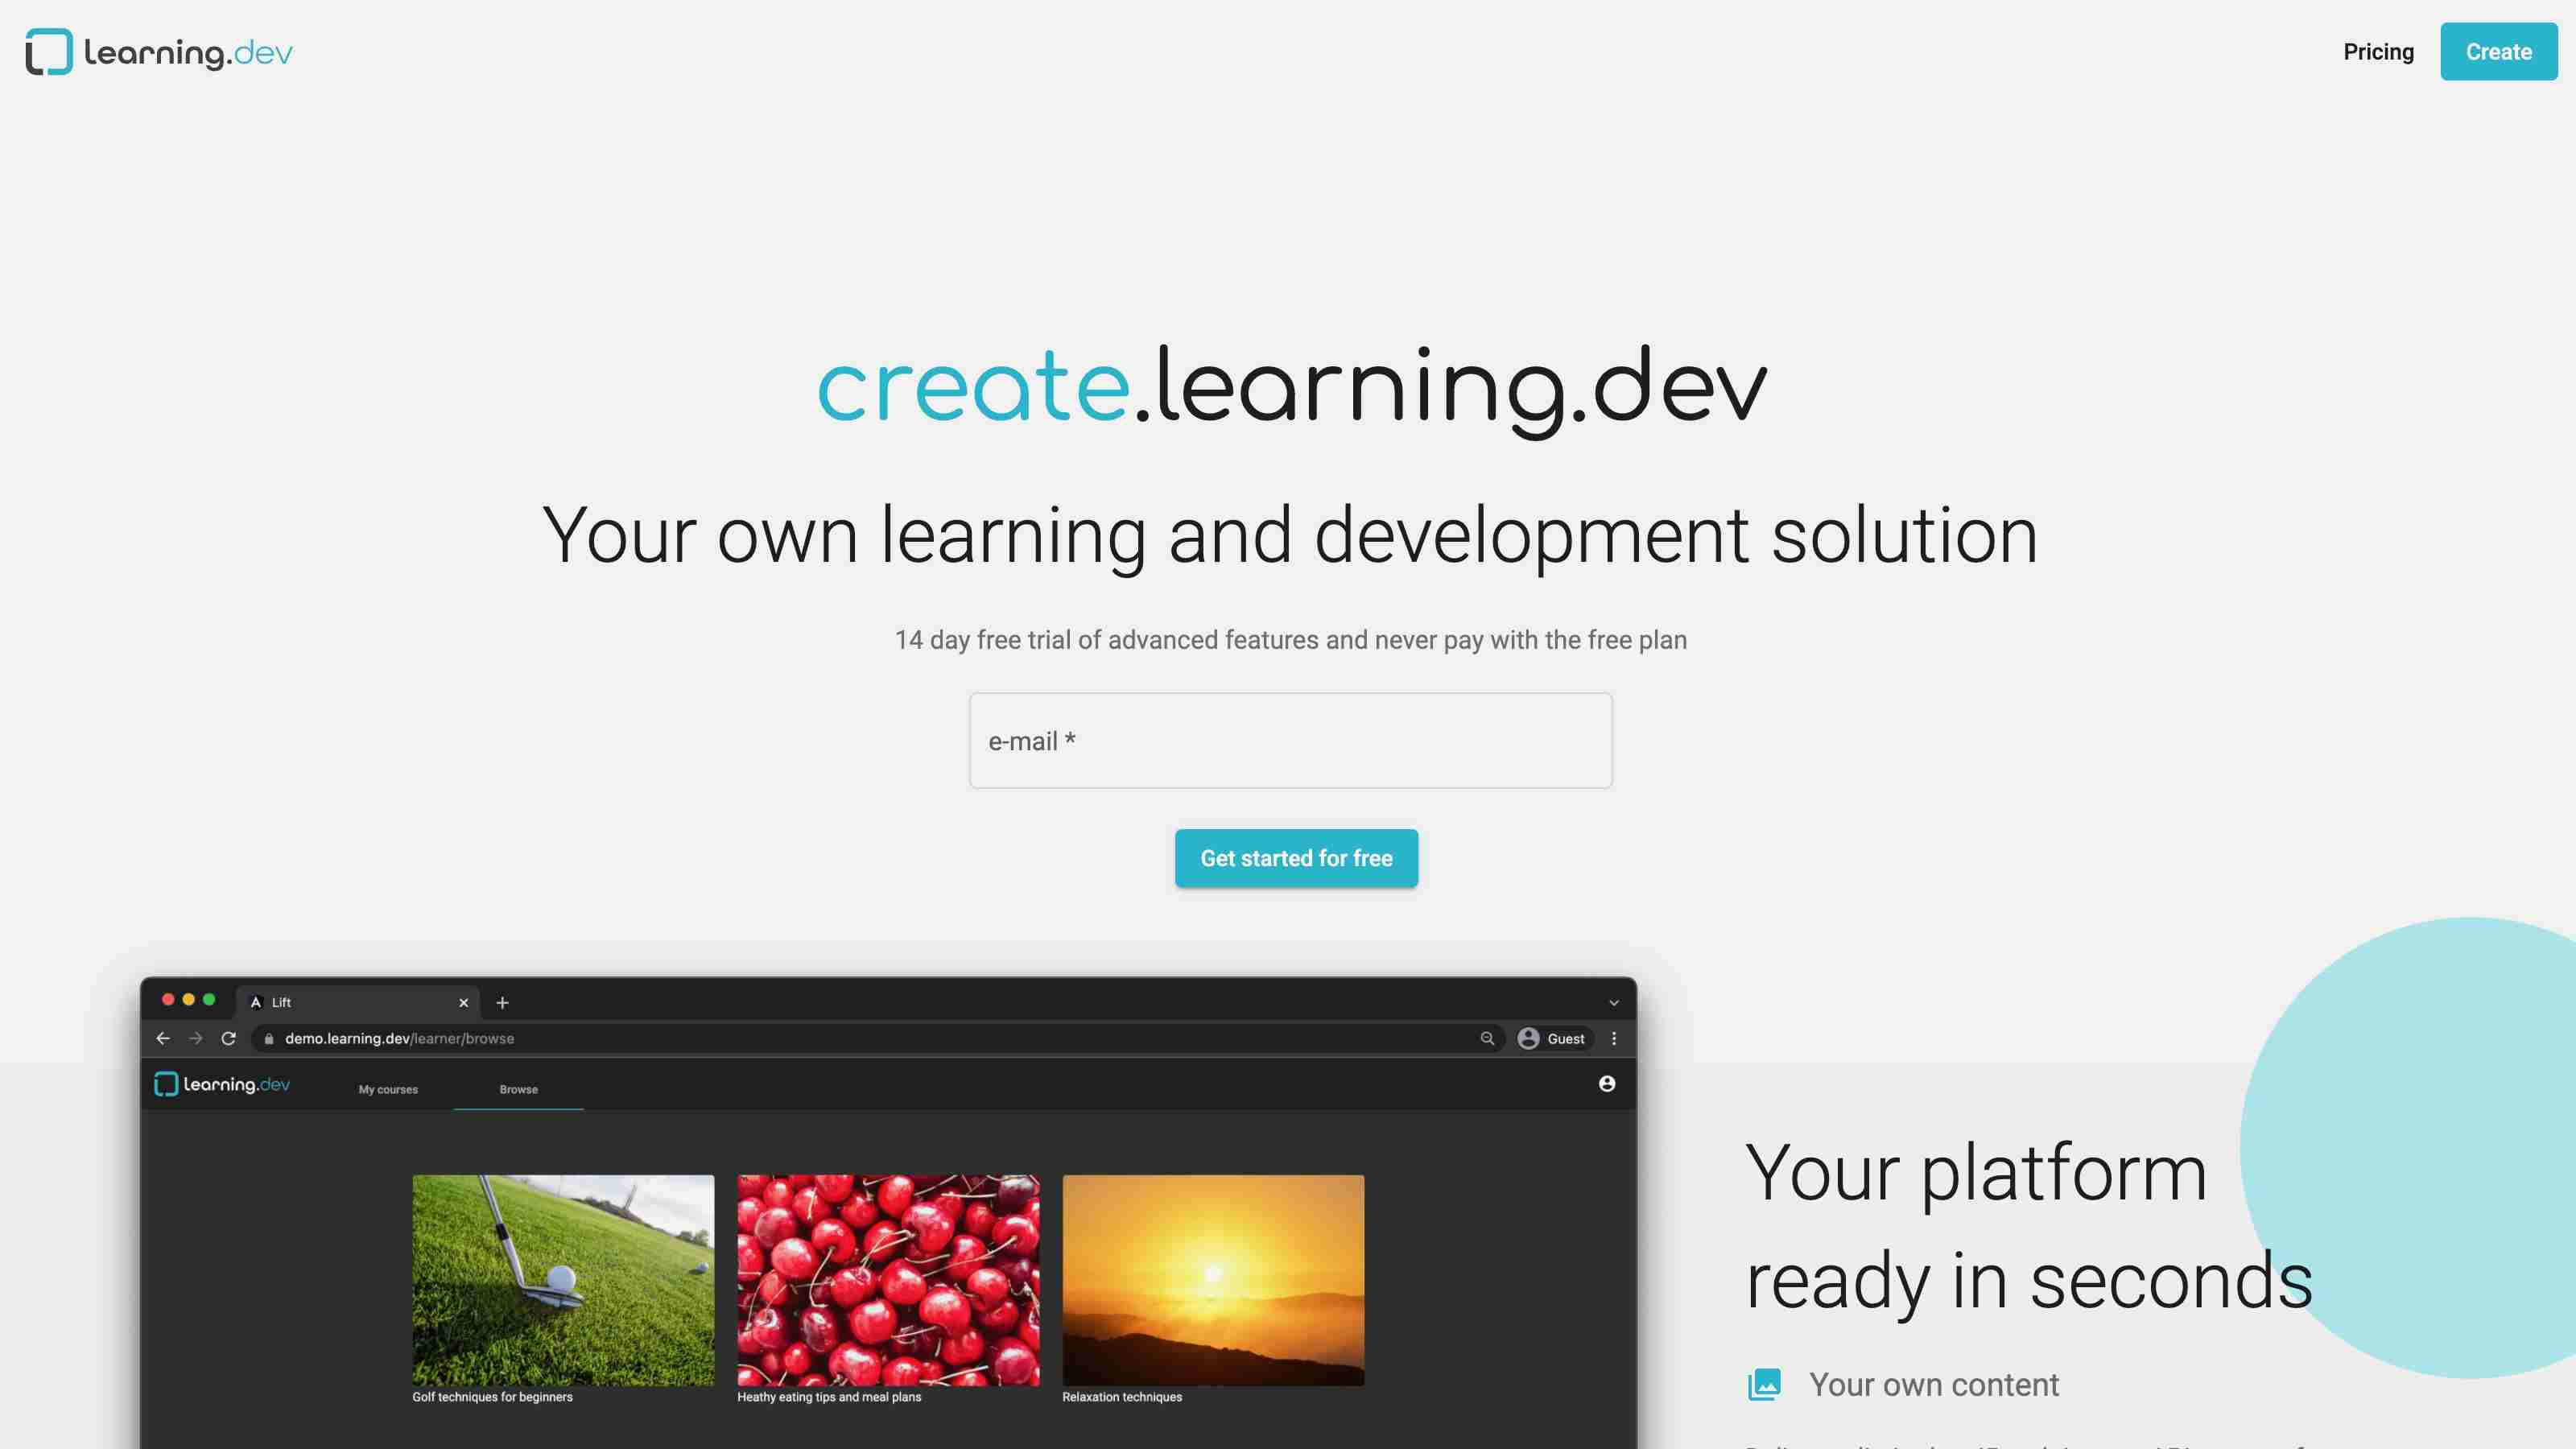 learning.dev
Pricing
Create
create.learning.dev
Your own learning and development solution
14 day free trial of advanced features and never pay with the free plan
e-mail *
Get started for free
Lift
demo.learning.dev/learner/browse
Guest
learning.dev
My courses
Browse
Golf techniques for beginners
Heathy eating tips and meal plans
Relaxation techniques
Your platform
ready in seconds
Your own content